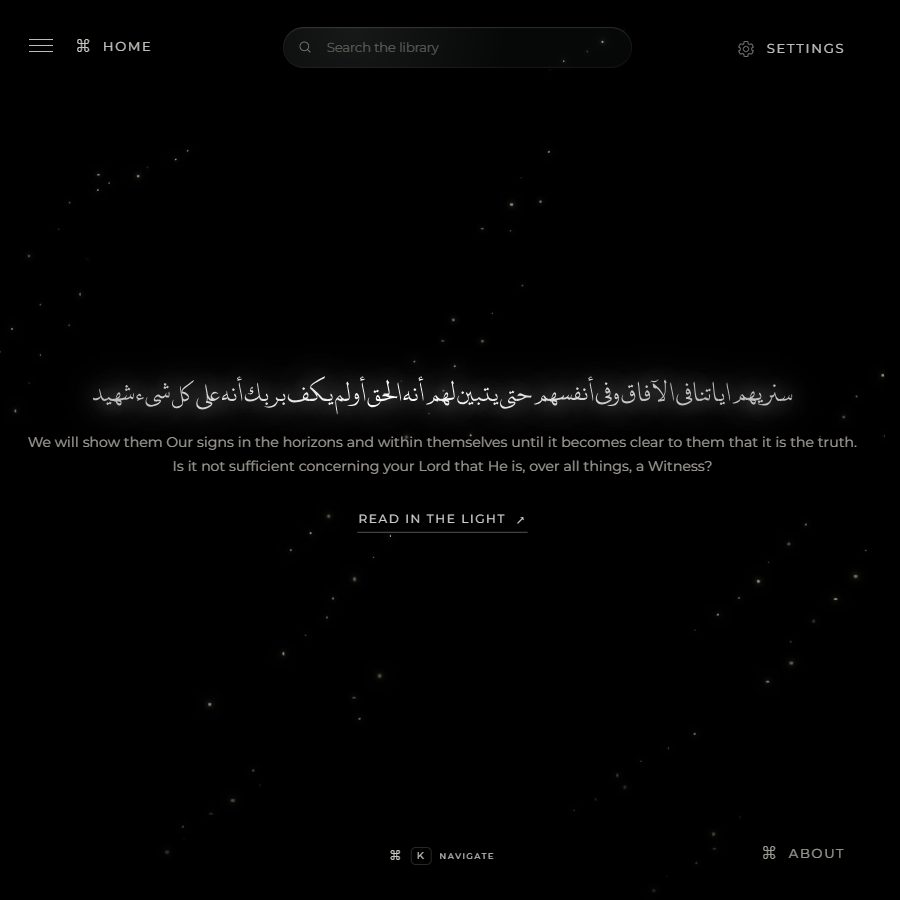 ⌘ HOME
Search the library
SETTINGS
سنريهم اياتنا فى الآفاق وفى أنفسهم حتى يتبين لهم أنه الحق أولم يكف بربك أنه على كل شىء شهيد
We will show them Our signs in the horizons and within themselves until it becomes clear to them that it is the truth.
Is it not sufficient concerning your Lord that He is, over all things, a Witness?
READ IN THE LIGHT ↗
⌘ K NAVIGATE
⌘ ABOUT